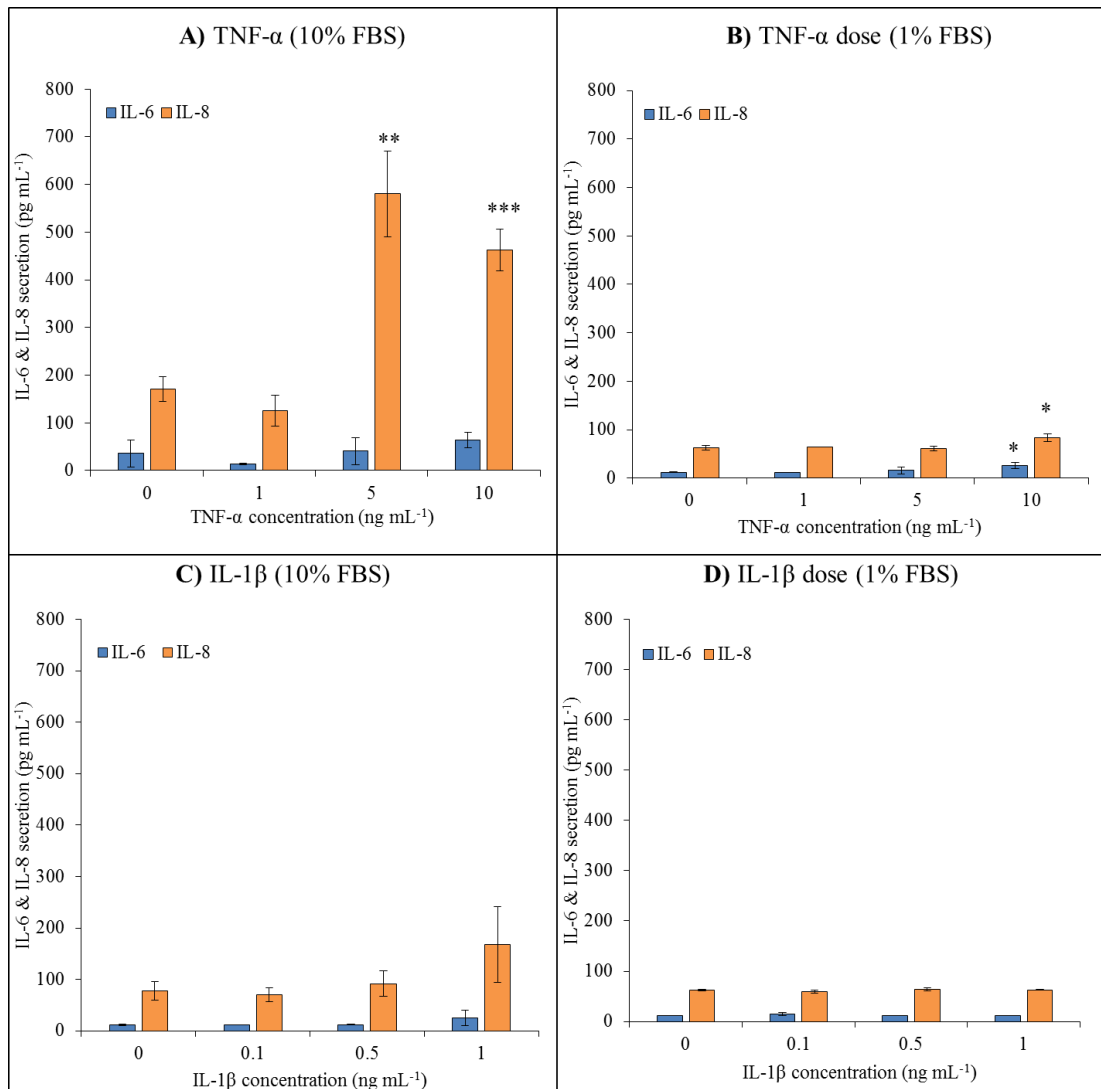 A) TNF-α (10% FBS)
IL-6 & IL-8 secretion (pg mL⁻¹)
800
700
600
500
400
300
200
100
0
IL-6 IL-8
**
***
0 1 5 10
TNF-α concentration (ng mL⁻¹)
B) TNF-α dose (1% FBS)
IL-6 & IL-8 secretion (pg mL⁻¹)
800
700
600
500
400
300
200
100
0
IL-6 IL-8
*
*
0 1 5 10
TNF-α concentration (ng mL⁻¹)
C) IL-1β (10% FBS)
IL-6 & IL-8 secretion (pg mL⁻¹)
800
700
600
500
400
300
200
100
0
IL-6 IL-8
0 0.1 0.5 1
IL-1β concentration (ng mL⁻¹)
D) IL-1β dose (1% FBS)
IL-6 & IL-8 secretion (pg mL⁻¹)
800
700
600
500
400
300
200
100
0
IL-6 IL-8
0 0.1 0.5 1
IL-1β concentration (ng mL⁻¹)